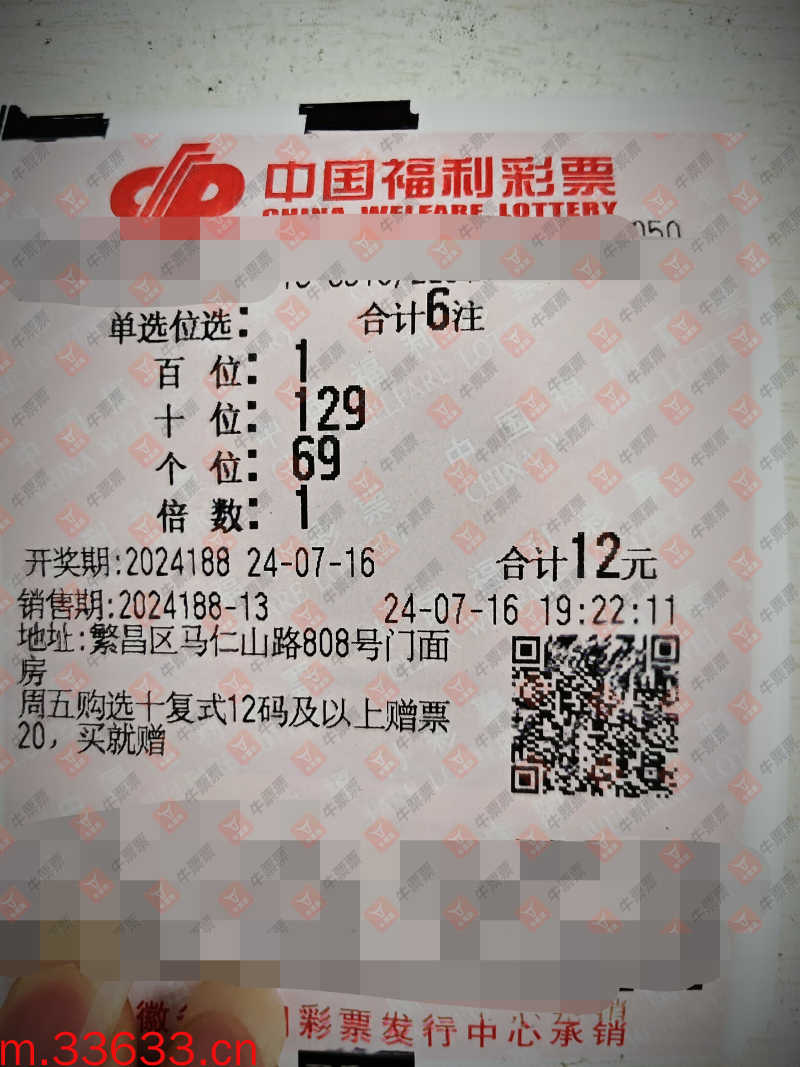 中国福利彩票
CHINA WELFARE LOTTERY
单选位选: 合计6注
百位: 1
十位: 129
个位: 69
倍数: 1
开奖期:2024188 24-07-16 合计12元
销售期:2024188-13 24-07-16 19:22:11
地址:繁昌区马仁山路808号门面
房
周五购选十复式12码及以上赠票
20，买就赠
彩票发行中心承销
m.33633.cn
牛票票